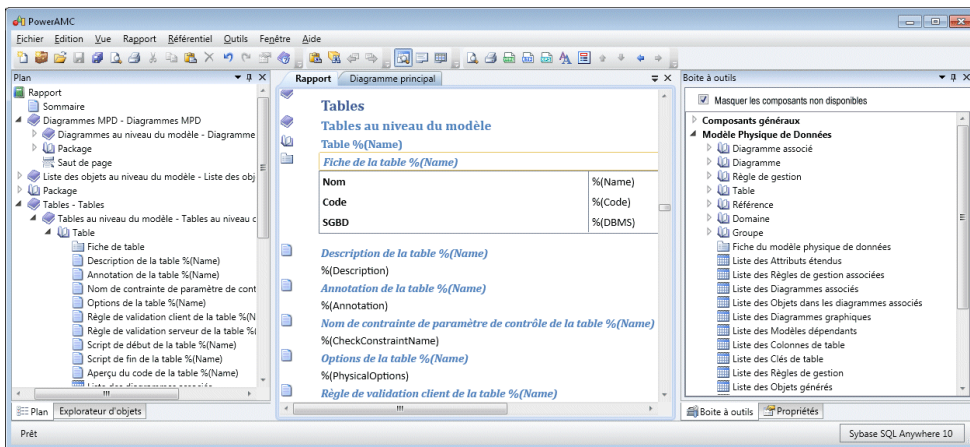 PowerAMC
Fichier Edition Vue Rapport Référentiel Outils Fenêtre Aide
Plan
Rapport
Sommaire
Diagrammes MPD - Diagrammes MPD
Diagrammes au niveau du modèle - Diagramme
Package
Saut de page
Liste des objets au niveau du modèle - Liste des obj
Package
Tables - Tables
Tables au niveau du modèle - Tables au niveau c
Table
Fiche de table
Description de la table %(Name)
Annotation de la table %(Name)
Nom de contrainte de paramètre de cont
Options de la table %(Name)
Règle de validation client de la table %(N
Règle de validation serveur de la table %(
Script de début de la table %(Name)
Script de fin de la table %(Name)
Aperçu du code de la table %(Name)
Liste des diagrammes associés
Plan Explorateur d'objets
Rapport Diagramme principal
Tables
Tables au niveau du modèle
Table %(Name)
Fiche de la table %(Name)
Nom %(Name)
Code %(Code)
SGBD %(DBMS)
Description de la table %(Name)
%(Description)
Annotation de la table %(Name)
%(Annotation)
Nom de contrainte de paramètre de contrôle de la table %(Name)
%(CheckConstraintName)
Options de la table %(Name)
%(PhysicalOptions)
Règle de validation client de la table %(Name)
Boite à outils
Masquer les composants non disponibles
Composants généraux
Modèle Physique de Données
Diagramme associé
Diagramme
Règle de gestion
Table
Référence
Domaine
Groupe
Fiche du modèle physique de données
Liste des Attributs étendus
Liste des Règles de gestion associées
Liste des Diagrammes associés
Liste des Objets dans les diagrammes associés
Liste des Diagrammes graphiques
Liste des Modèles dépendants
Liste des Colonnes de table
Liste des Clés de table
Liste des Règles de gestion
Liste des Objets générés
Boite à outils Propriétés
Prêt
Sybase SQL Anywhere 10